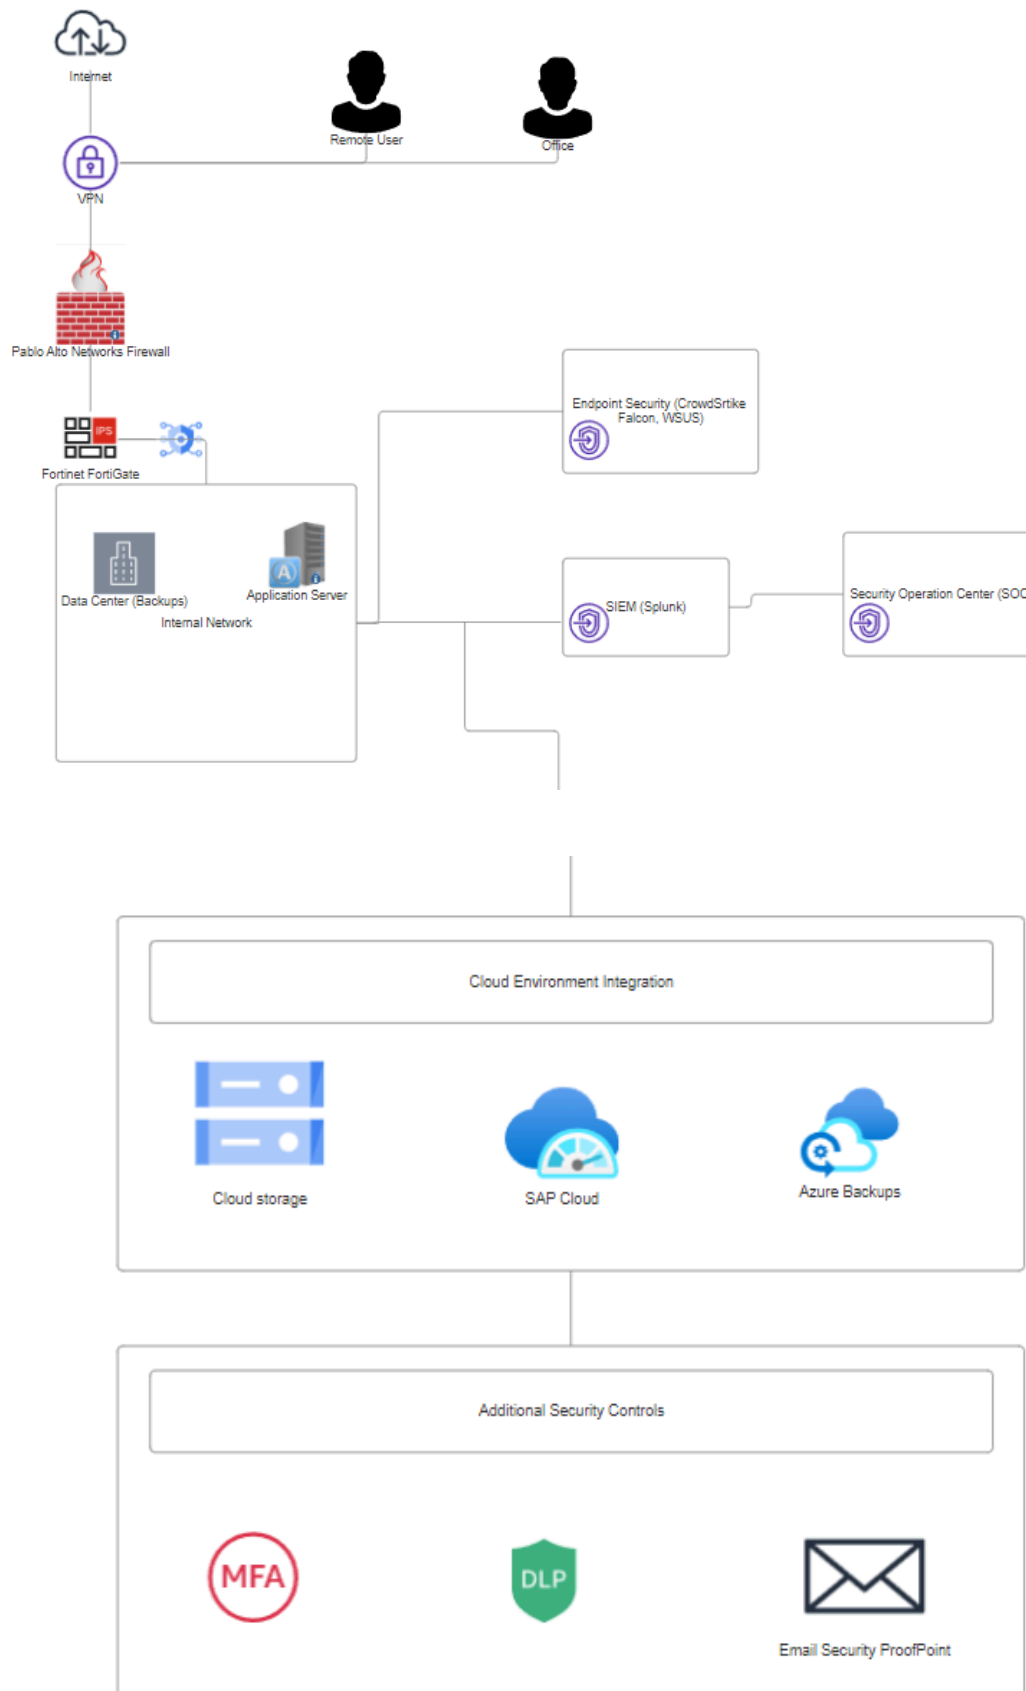 Internet
Remote User
Office
VPN
Pablo Alto Networks Firewall
IPS
Fortinet FortiGate
Endpoint Security (CrowdSrtike
Falcon, WSUS)
Data Center (Backups)
A
Application Server
Internal Network
SIEM (Splunk)
Security Operation Center (SOC
Cloud Environment Integration
Cloud storage
SAP Cloud
Azure Backups
Additional Security Controls
MFA
DLP
Email Security ProofPoint